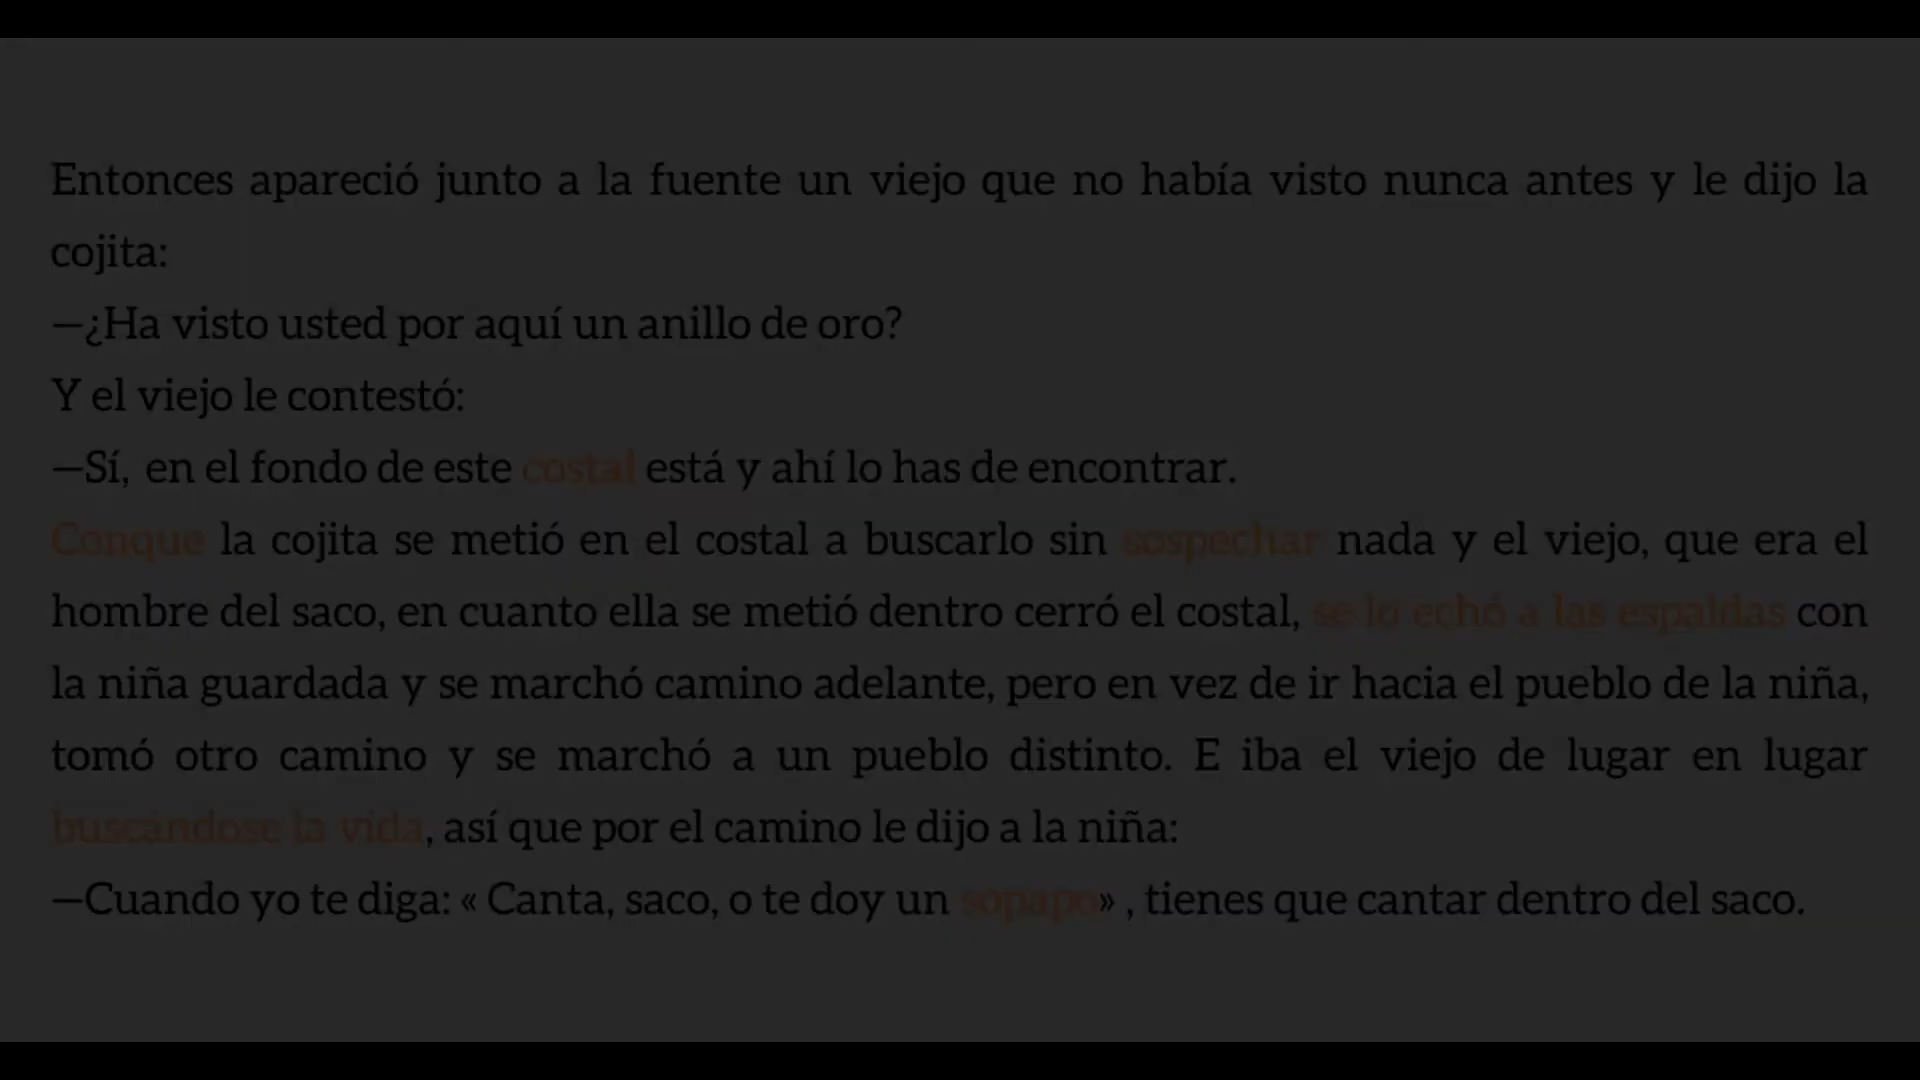 Entonces apareció junto a la fuente un viejo que no había visto nunca antes y le dijo la
cojita:
—¿Ha visto usted por aquí un anillo de oro?
Y el viejo le contestó:
—Sí, en el fondo de este costal está y ahí lo has de encontrar.
Conque la cojita se metió en el costal a buscarlo sin sospechar nada y el viejo, que era el
hombre del saco, en cuanto ella se metió dentro cerró el costal, se lo echó a las espaldas con
la niña guardada y se marchó camino adelante, pero en vez de ir hacia el pueblo de la niña,
tomó otro camino y se marchó a un pueblo distinto. E iba el viejo de lugar en lugar
buscándose la vida, así que por el camino le dijo a la niña:
—Cuando yo te diga: « Canta, saco, o te doy un sopapo» , tienes que cantar dentro del saco.